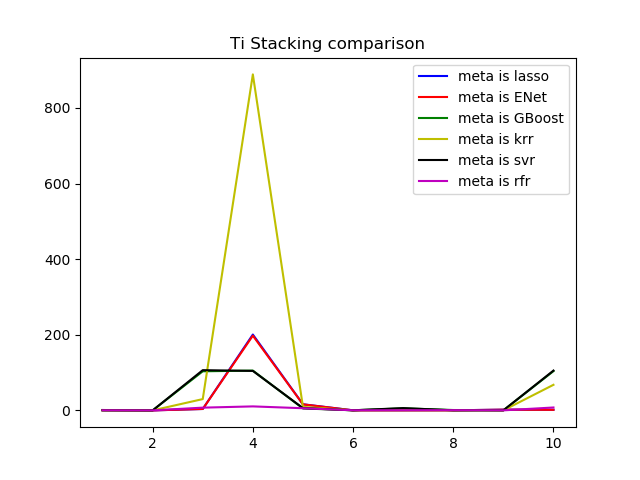 Ti Stacking comparison
meta is lasso
meta is ENet
meta is GBoost
meta is krr
meta is svr
meta is rfr
800
600
400
200
0
2 4 6 8 10